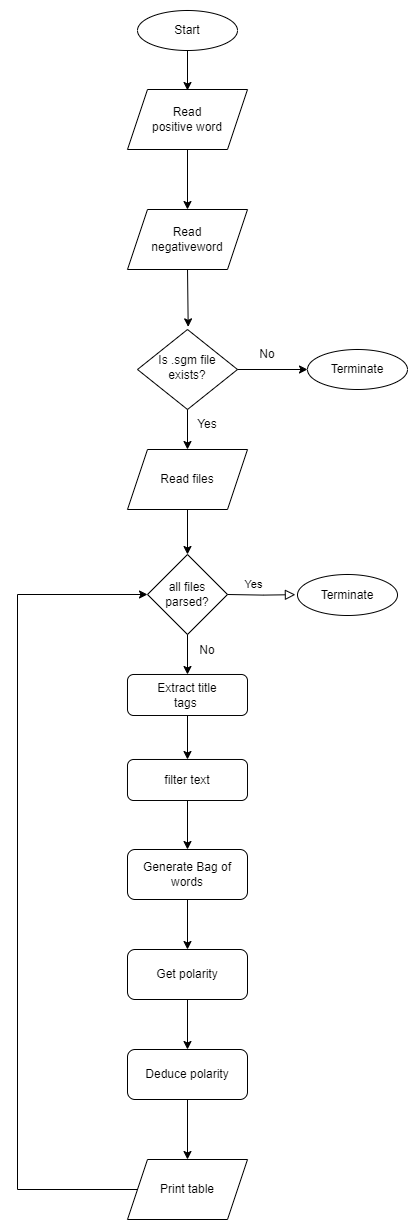 Start
Read
positive word
Read
negativeword
Is .sgm file
exists?
No
Terminate
Yes
Read files
all files
parsed?
Yes
Terminate
No
Extract title
tags
filter text
Generate Bag of
words
Get polarity
Deduce polarity
Print table